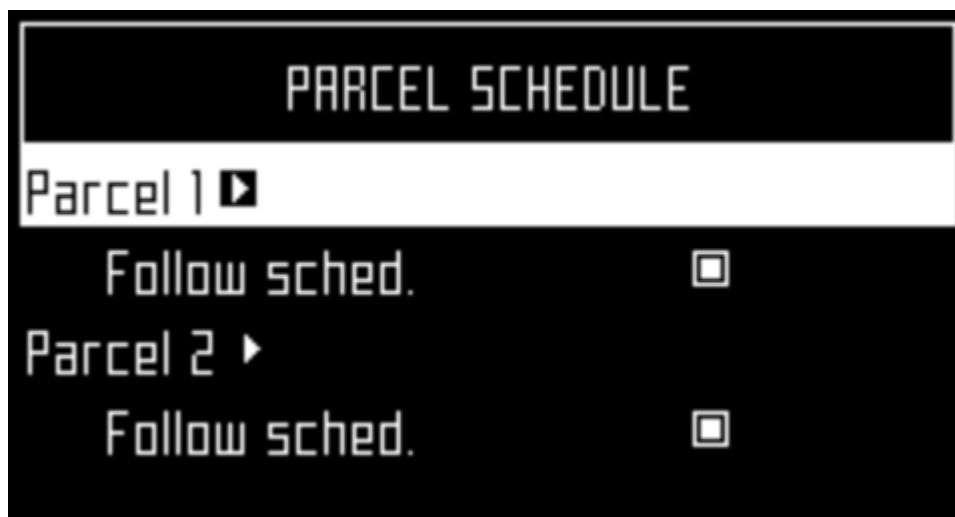 PARCEL SCHEDULE
Parcel 1
Follow sched.
Parcel 2
Follow sched.